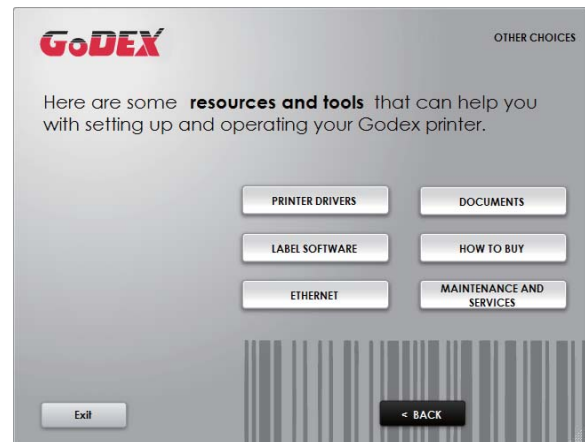 GoDEX
OTHER CHOICES
Here are some resources and tools that can help you
with setting up and operating your Godex printer.
PRINTER DRIVERS
DOCUMENTS
LABEL SOFTWARE
HOW TO BUY
ETHERNET
MAINTENANCE AND
SERVICES
Exit
< BACK